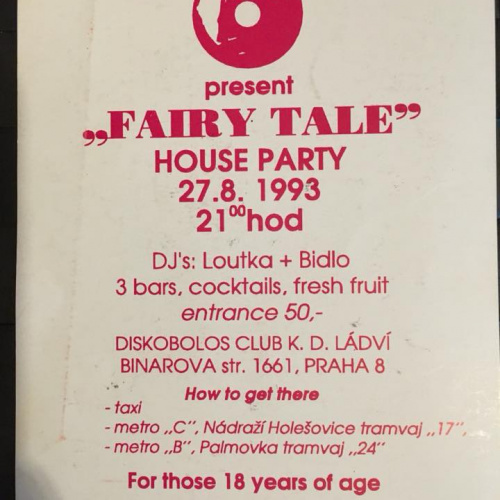 present
„FAIRY TALE”
HOUSE PARTY
27.8. 1993
21⁰⁰hod
DJ's: Loutka + Bidlo
3 bars, cocktails, fresh fruit
entrance 50,-
DISKOBOLOS CLUB K. D. LÁDVÍ
BINAROVA str. 1661, PRAHA 8
How to get there
- taxi
- metro „C”, Nádraží Holešovice tramvaj „17”,
- metro „B”, Palmovka tramvaj „24”
For those 18 years of age